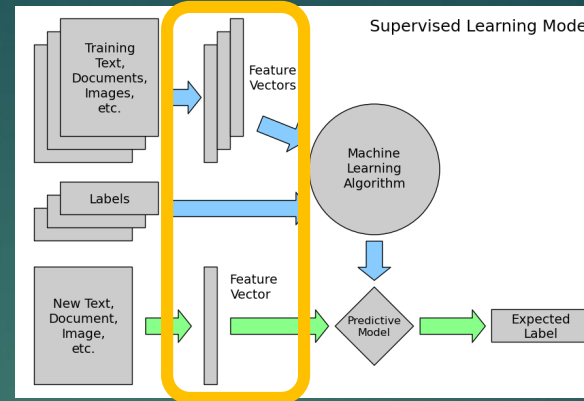 Supervised Learning Mode
Training
Text,
Documents,
Images,
etc.
Feature
Vectors
Machine
Learning
Algorithm
Labels
New Text,
Document,
Image,
etc.
Feature
Vector
Predictive
Model
Expected
Label